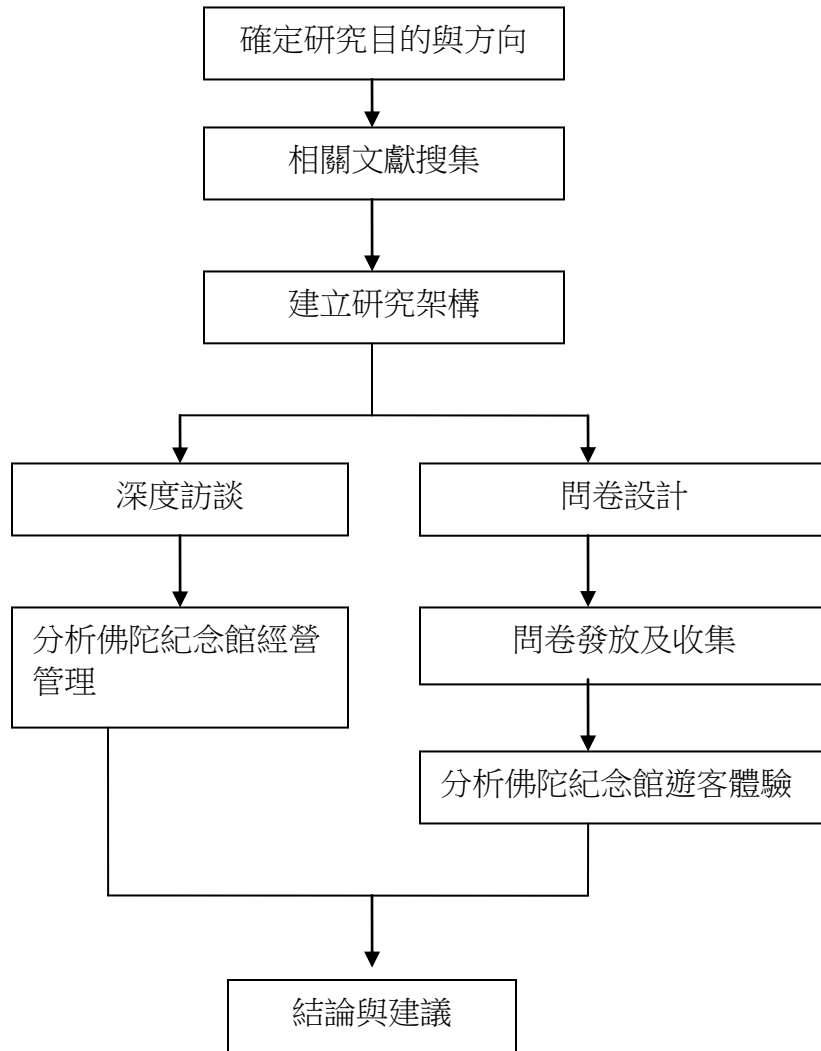 確定研究目的與方向
相關文獻搜集
建立研究架構
深度訪談
問卷設計
分析佛陀紀念館經營
管理
問卷發放及收集
分析佛陀紀念館遊客體驗
結論與建議